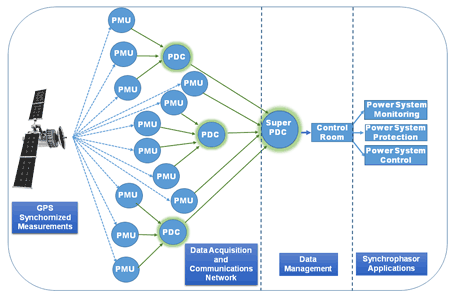 PMU
PMU
PDC
PMU
PMU
PMU
PMU
PDC
PMU
PMU
PMU
PMU
PMU
PDC
PMU
Super
PDC
Control
Room
Power System
Monitoring
Power System
Protection
Power System
Control
GPS
Synchornized
Measurements
Data Acquisition
and
Communications
Network
Data
Management
Synchrophasor
Applications